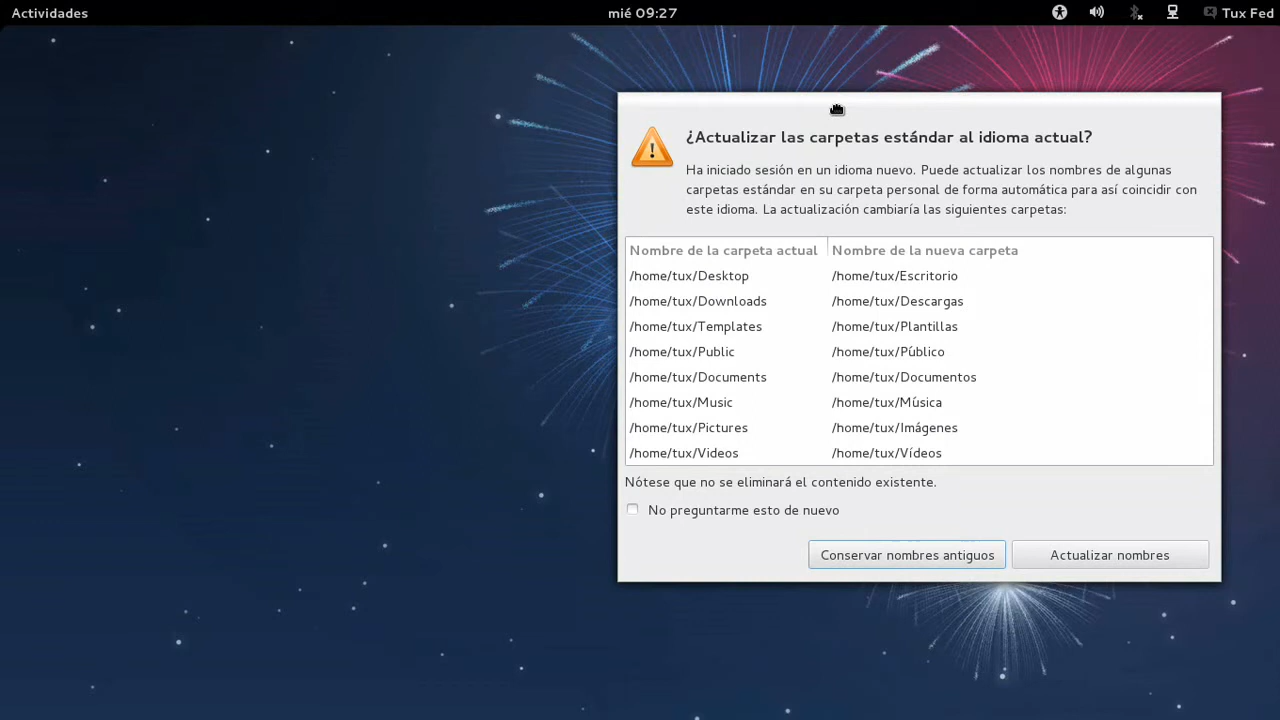 Actividades
mié 09:27
Tux Fed
¿Actualizar las carpetas estándar al idioma actual?
Ha iniciado sesión en un idioma nuevo. Puede actualizar los nombres de algunas
carpetas estándar en su carpeta personal de forma automática para así coincidir con
este idioma. La actualización cambiaría las siguientes carpetas:
Nombre de la carpeta actual Nombre de la nueva carpeta
/home/tux/Desktop /home/tux/Escritorio
/home/tux/Downloads /home/tux/Descargas
/home/tux/Templates /home/tux/Plantillas
/home/tux/Public /home/tux/Público
/home/tux/Documents /home/tux/Documentos
/home/tux/Music /home/tux/Música
/home/tux/Pictures /home/tux/Imágenes
/home/tux/Videos /home/tux/Vídeos
Nótese que no se eliminará el contenido existente.
No preguntarme esto de nuevo
Conservar nombres antiguos
Actualizar nombres